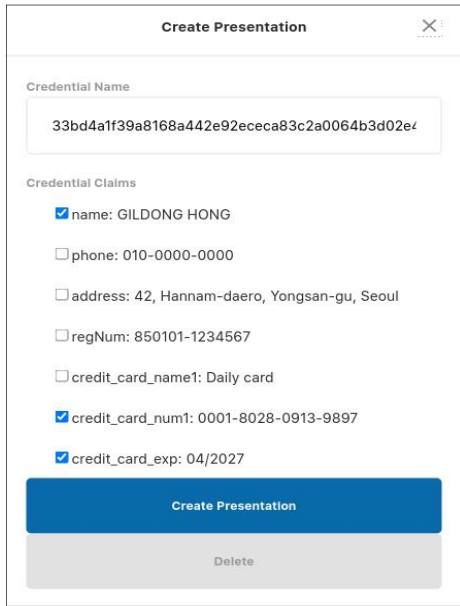 Create Presentation
Credential Name
33bd4a1f39a8168a442e92ececa83c2a0064b3d02e
Credential Claims
name: GILDONG HONG
phone: 010-0000-0000
address: 42, Hannam-daero, Yongsan-gu, Seoul
regNum: 850101-1234567
credit_card_name1: Daily card
credit_card_num1: 0001-8028-0913-9897
credit_card_exp: 04/2027
Create Presentation
Delete